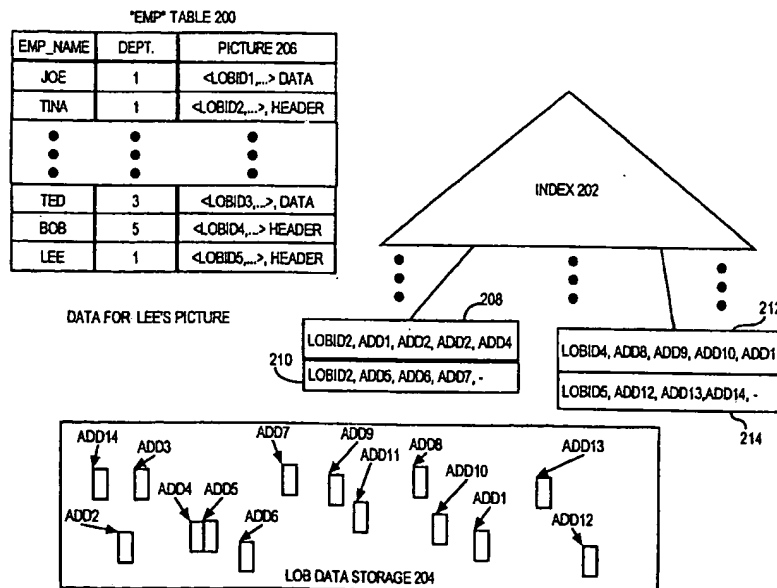 "EMP" TABLE 200
EMP_NAME DEPT. PICTURE 206
JOE 1 <LOBID1,...> DATA
TINA 1 <LOBID2,...>, HEADER
TED 3 <LOBID3,...>, DATA
BOB 5 <LOBID4,...> HEADER
LEE 1 <LOBID5,...>, HEADER
INDEX 202
DATA FOR LEE'S PICTURE
208
212
LOBID2, ADD1, ADD2, ADD2, ADD4
LOBID4, ADD8, ADD9, ADD10, ADD1
210
LOBID2, ADD5, ADD6, ADD7, -
LOBID5, ADD12, ADD13,ADD14, -
214
ADD14
ADD3
ADD7
ADD9
ADD8
ADD13
ADD11
ADD4
ADD5
ADD10
ADD1
ADD2
ADD6
ADD12
LOB DATA STORAGE 204